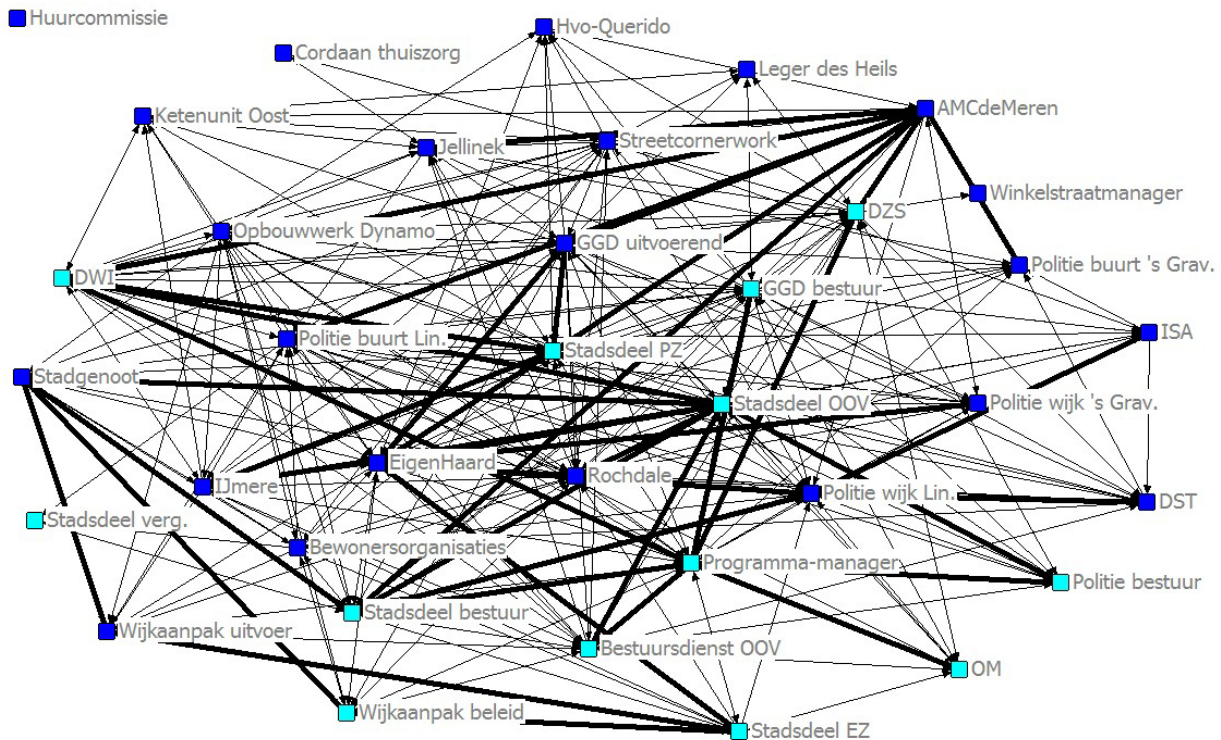 Huurcommissie
Hvo-Querido
Cordaan thuiszorg
Leger des Heils
AMCdeMeren
Ketenunit Oost
Streetcornerwork
Jellinek
Winkelstraatmanager
DZS
Opbouwwerk Dynamo
GGD uitvoerend
Politie buurt 's Grav.
DWI
GGD bestuur
ISA
Politie buurt Lin.
Stadsdeel PZ
Stadgenoot
Stadsdeel OOV
Politie wijk 's Grav.
EigenHaard
Rochdale
IJmere
Politie wijk Lin.
DST
Stadsdeel verg.
Bewonersorganisaties
Programma-manager
Politie bestuur
Stadsdeel bestuur
Wijkaanpak uitvoer
Bestuursdienst OOV
OM
Wijkaanpak beleid
Stadsdeel EZ